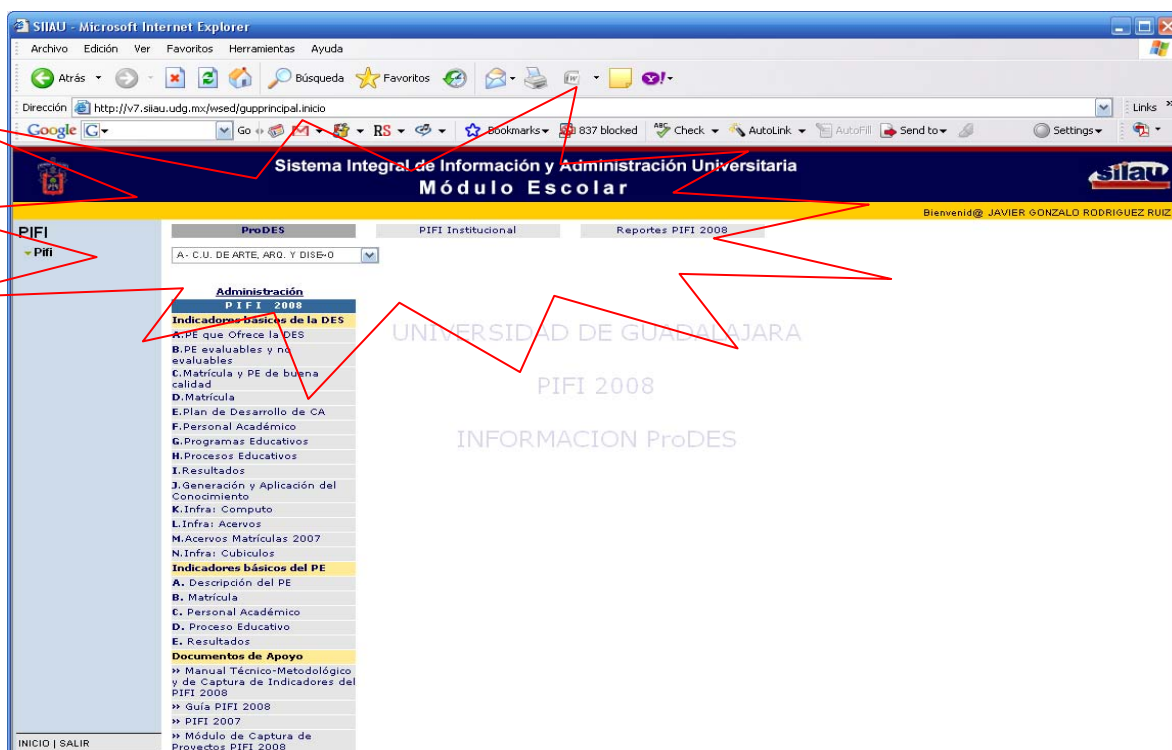 SIIAU - Microsoft Internet Explorer
Archivo Edición Ver Favoritos Herramientas Ayuda
Atrás Búsqueda Favoritos
Dirección http://v7.siiau.udg.mx/wsed/gupprincipal.inicio Links »
Google G Go RS Bookmarks 837 blocked Check AutoLink AutoFill Send to Settings
Sistema Integral de Información y Administración Universitaria
Módulo Escolar
siiau
Bienvenid@ JAVIER GONZALO RODRIGUEZ RUIZ
PIFI
Pifi
ProDES PIFI Institucional Reportes PIFI 2008
A - C.U. DE ARTE, ARQ. Y DISE¤O
Administración
PIFI 2008
Indicadores básicos de la DES
A.PE que Ofrece la DES
B.PE evaluables y no
evaluables
C.Matrícula y PE de buena
calidad
D.Matrícula
E.Plan de Desarrollo de CA
F.Personal Académico
G.Programas Educativos
H.Procesos Educativos
I.Resultados
J.Generación y Aplicación del
Conocimiento
K.Infra: Computo
L.Infra: Acervos
M.Acervos Matrículas 2007
N.Infra: Cubiculos
Indicadores básicos del PE
A. Descripción del PE
B. Matrícula
C. Personal Académico
D. Proceso Educativo
E. Resultados
Documentos de Apoyo
» Manual Técnico-Metodológico
y de Captura de Indicadores del
PIFI 2008
» Guía PIFI 2008
» PIFI 2007
» Módulo de Captura de
Proyectos PIFI 2008
UNIVERSIDAD DE GUADALAJARA
PIFI 2008
INFORMACION ProDES
INICIO | SALIR